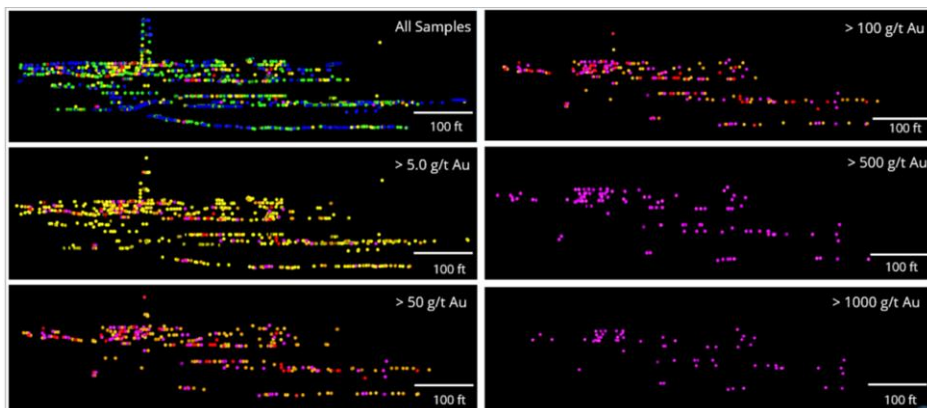 All Samples
100 ft
> 5.0 g/t Au
100 ft
> 50 g/t Au
100 ft
> 100 g/t Au
100 ft
> 500 g/t Au
100 ft
> 1000 g/t Au
100 ft